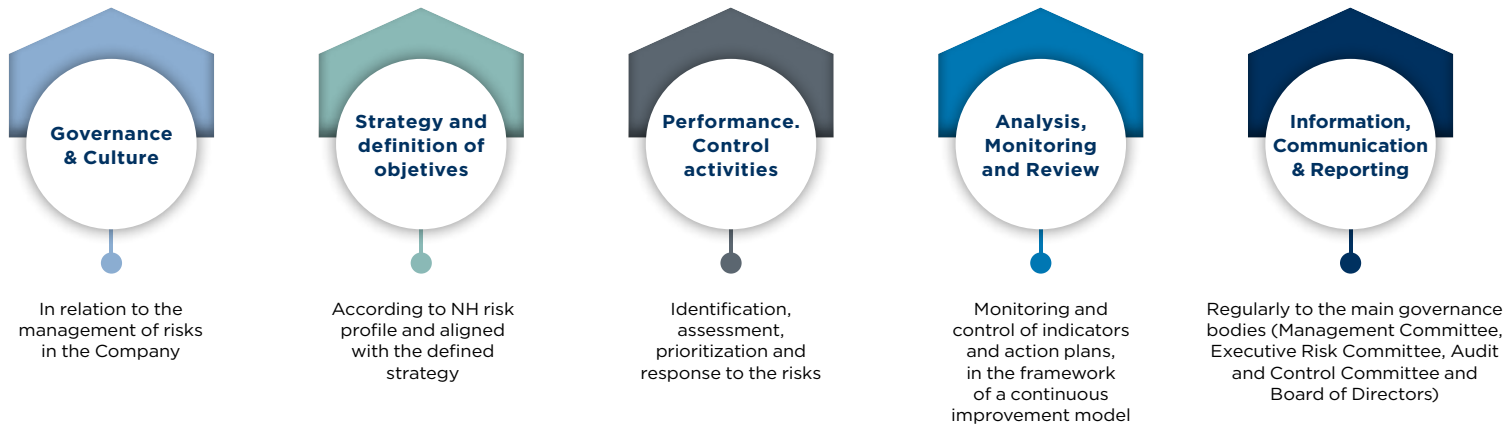 Governance
& Culture
Strategy and
definition of
objetives
Performance.
Control
activities
Analysis,
Monitoring
and Review
Information,
Communication
& Reporting
In relation to the
management of risks
in the Company
According to NH risk
profile and aligned
with the defined
strategy
Identification,
assessment,
prioritization and
response to the risks
Monitoring and
control of indicators
and action plans,
in the framework
of a continuous
improvement model
Regularly to the main governance
bodies (Management Committee,
Executive Risk Committee, Audit
and Control Committee and
Board of Directors)